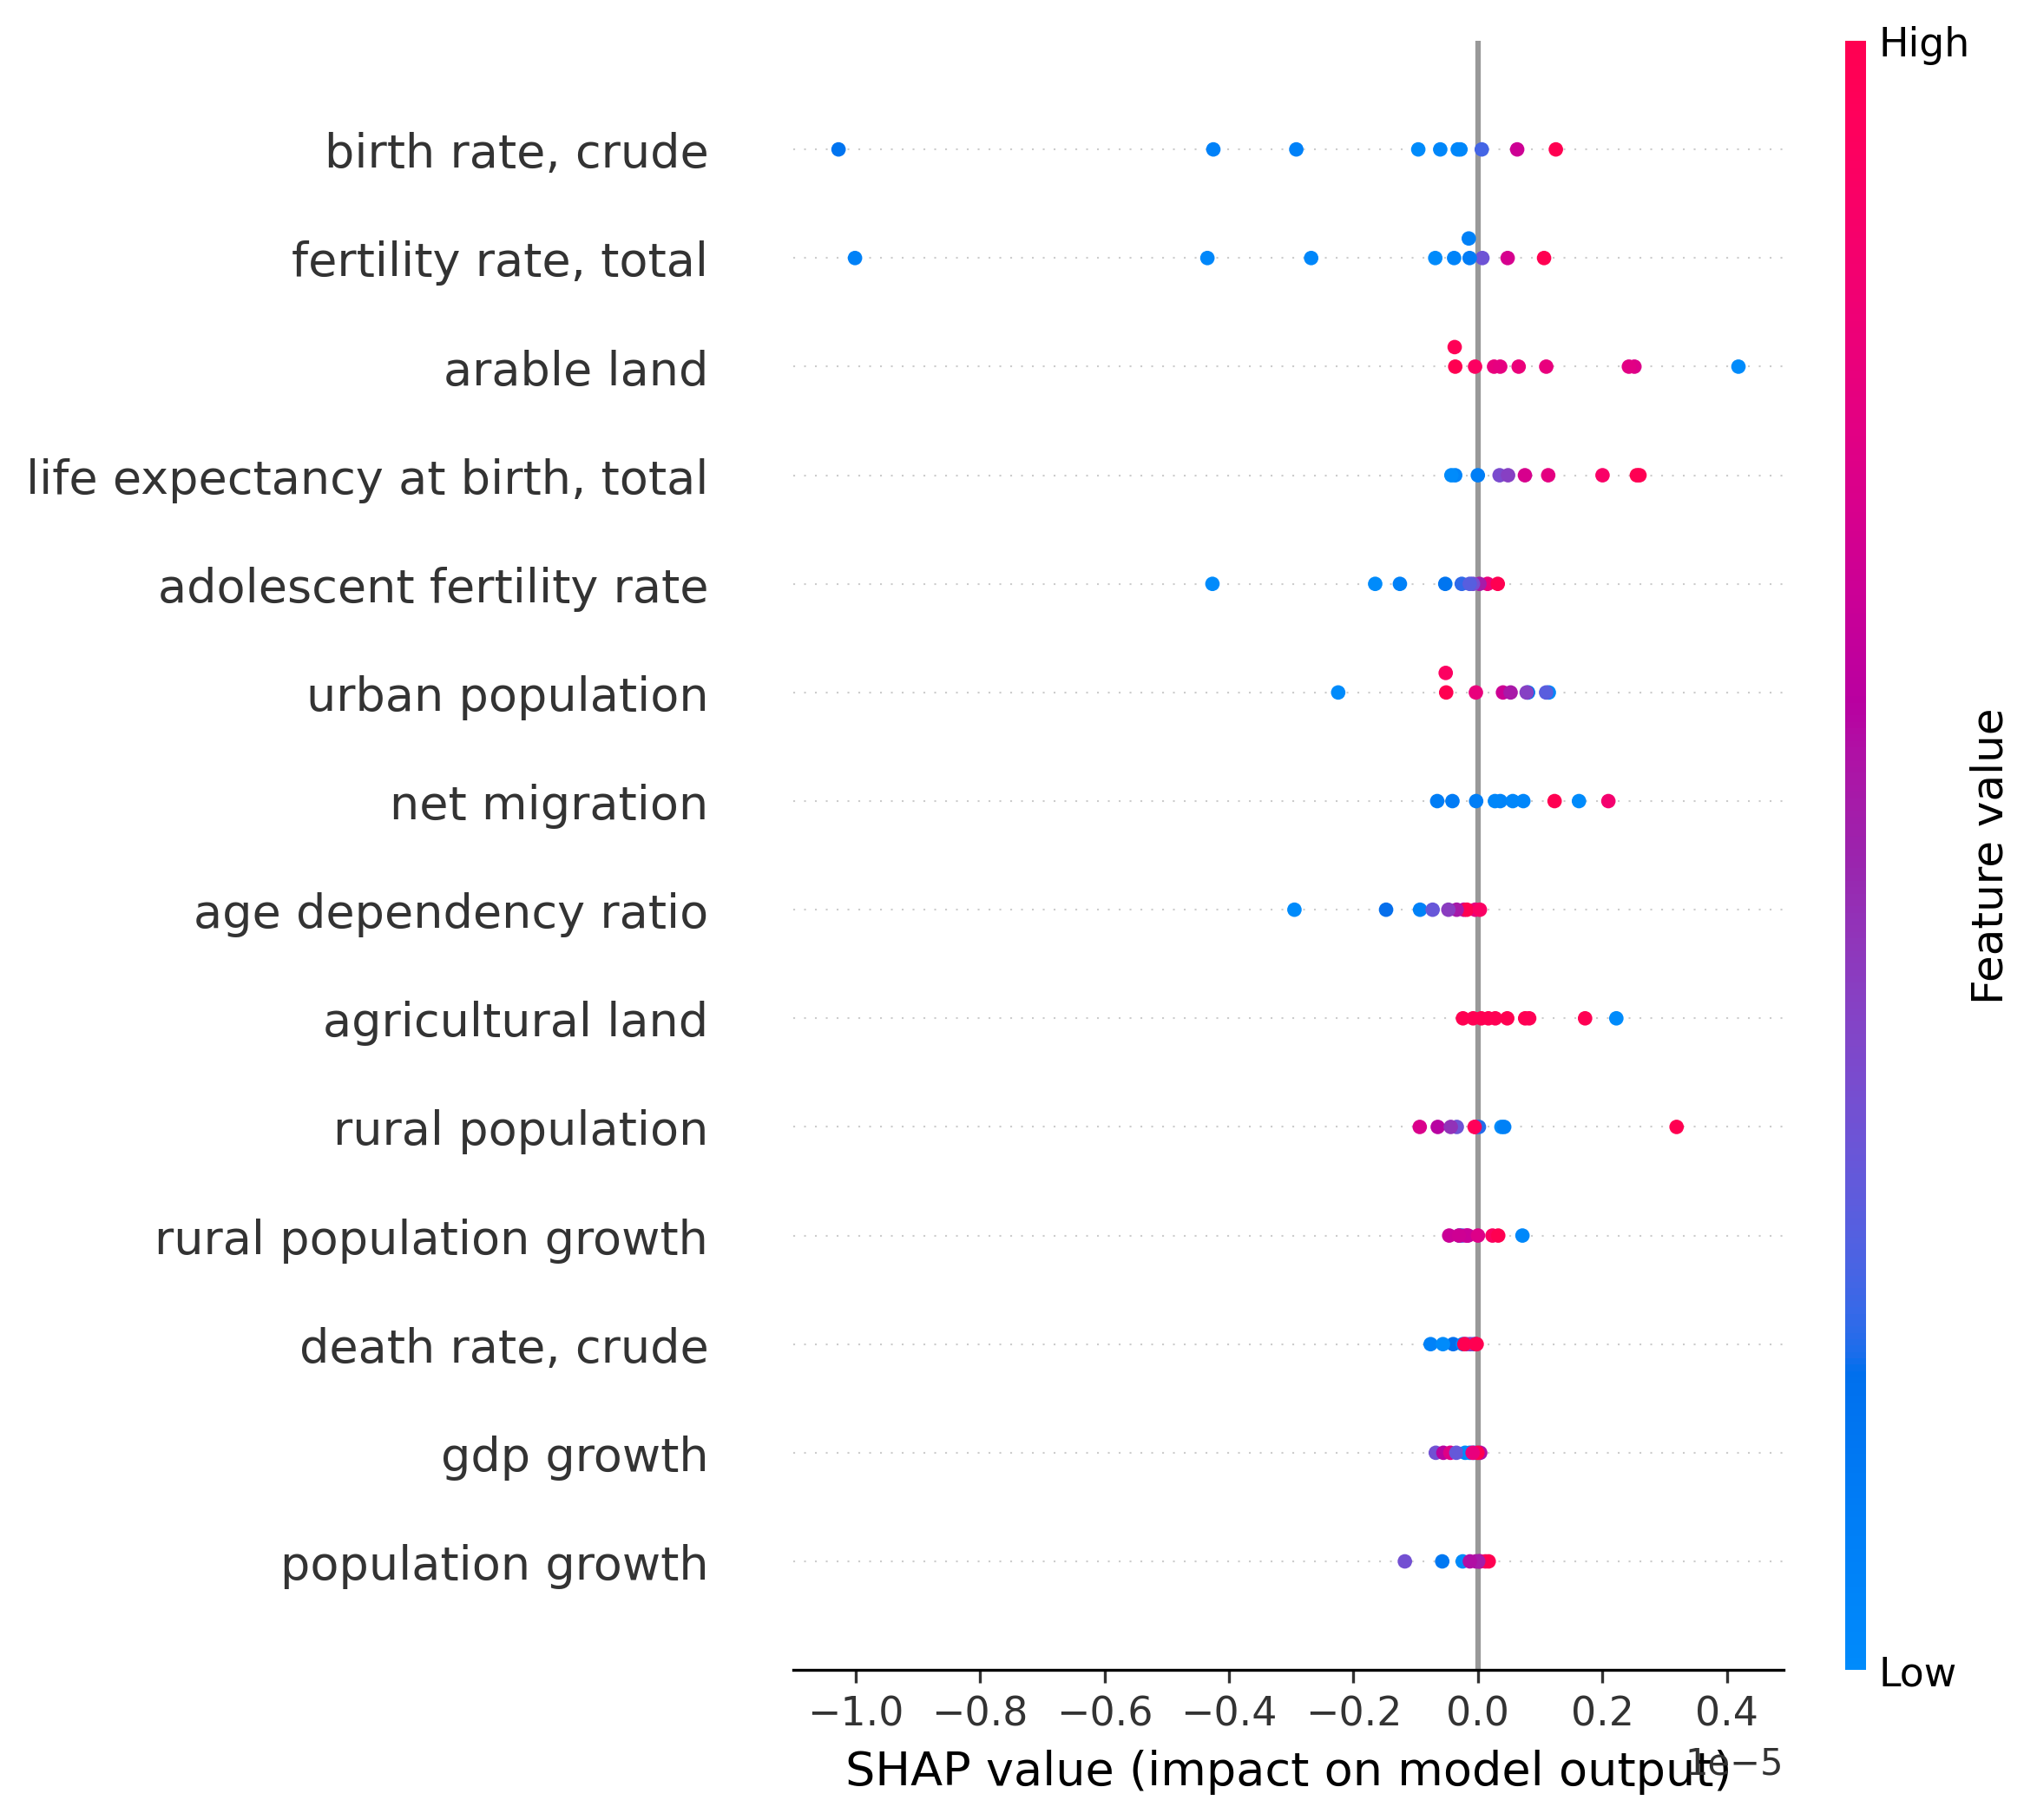 High
birth rate, crude
fertility rate, total
arable land
life expectancy at birth, total
adolescent fertility rate
urban population
net migration
age dependency ratio
agricultural land
rural population
rural population growth
death rate, crude
gdp growth
population growth
Feature value
Low
−1.0 −0.8 −0.6 −0.4 −0.2 0.0 0.2 0.4
1e−5
SHAP value (impact on model output)